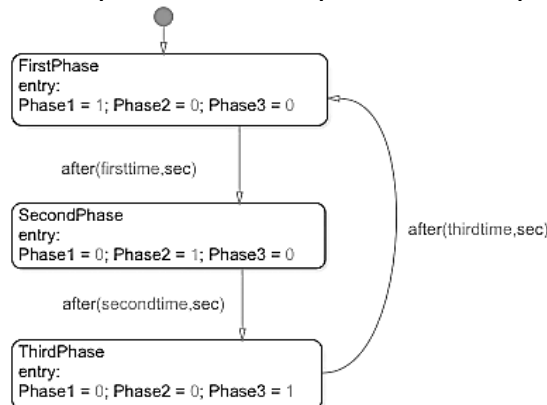 FirstPhase
entry:
Phase1 = 1; Phase2 = 0; Phase3 = 0
after(firsttime,sec)
SecondPhase
entry:
Phase1 = 0; Phase2 = 1; Phase3 = 0
after(thirdtime,sec)
after(secondtime,sec)
ThirdPhase
entry:
Phase1 = 0; Phase2 = 0; Phase3 = 1